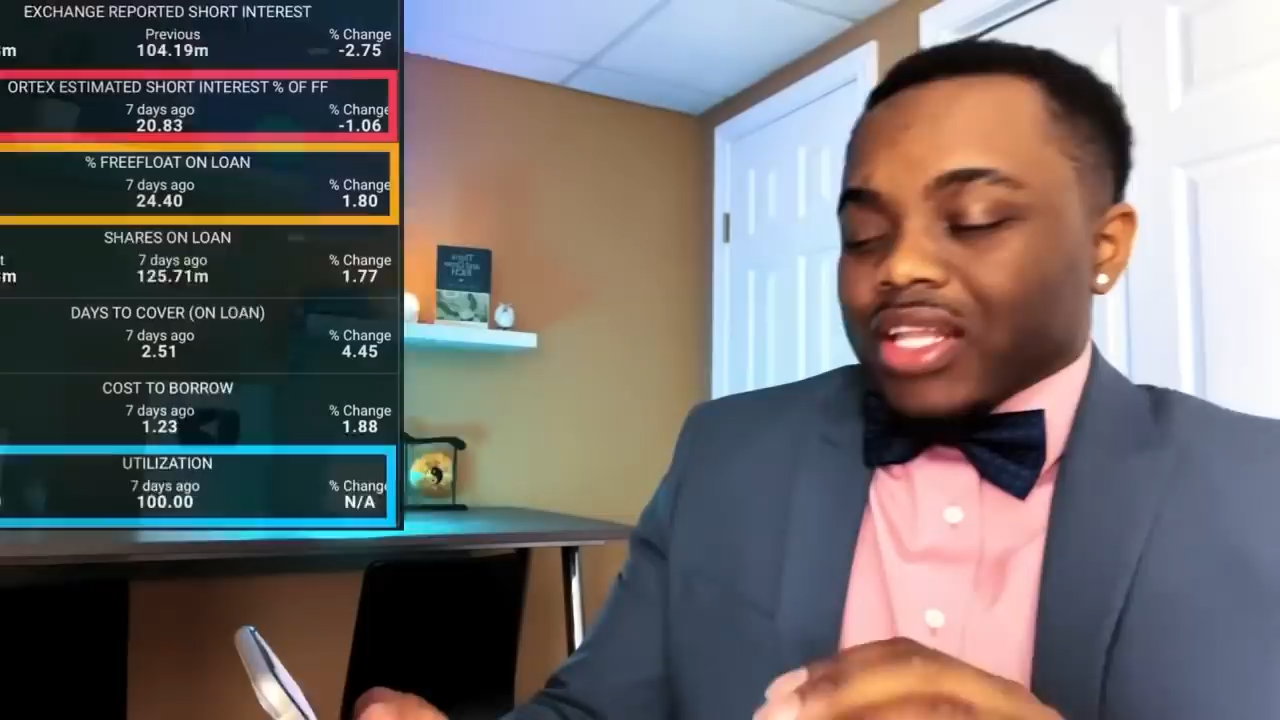 EXCHANGE REPORTED SHORT INTEREST
Previous % Change
m 104.19m -2.75
ORTEX ESTIMATED SHORT INTEREST % OF FF
7 days ago % Change
20.83 -1.06
% FREEFLOAT ON LOAN
7 days ago % Change
24.40 1.80
SHARES ON LOAN
t 7 days ago % Change
m 125.71m 1.77
DAYS TO COVER (ON LOAN)
7 days ago % Change
2.51 4.45
COST TO BORROW
7 days ago % Change
1.23 1.88
UTILIZATION
7 days ago % Change
100.00 N/A